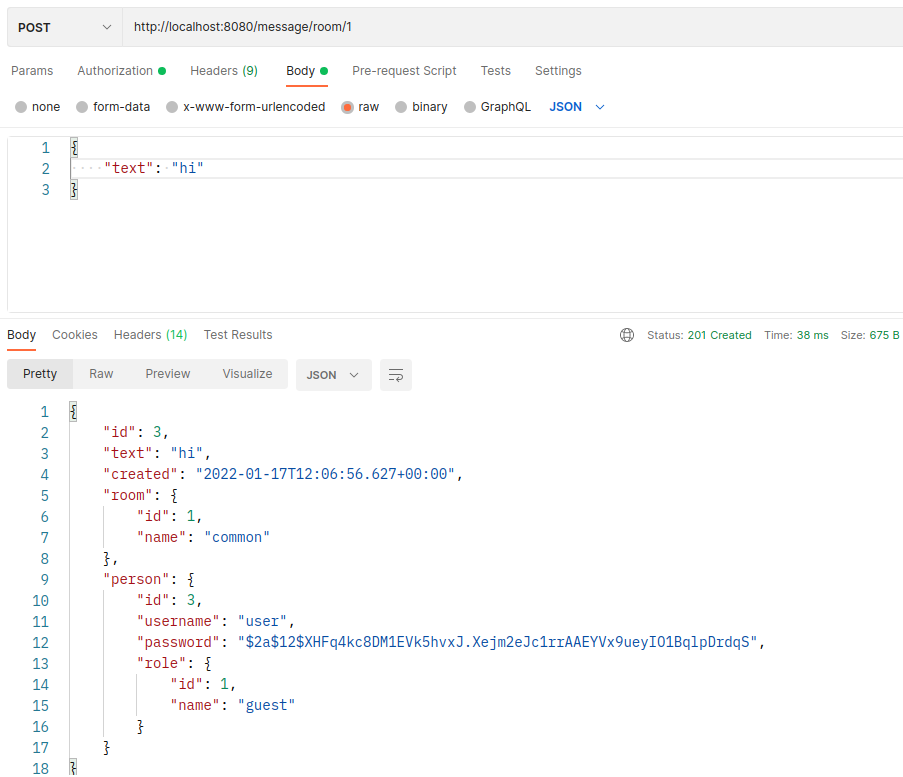 POST http://localhost:8080/message/room/1
Params Authorization Headers (9) Body Pre-request Script Tests Settings
none form-data x-www-form-urlencoded raw binary GraphQL JSON
1 {
2 "text": "hi"
3 }
Body Cookies Headers (14) Test Results Status: 201 Created Time: 38 ms Size: 675 B
Pretty Raw Preview Visualize JSON
1 {
2 "id": 3,
3 "text": "hi",
4 "created": "2022-01-17T12:06:56.627+00:00",
5 "room": {
6 "id": 1,
7 "name": "common"
8 },
9 "person": {
10 "id": 3,
11 "username": "user",
12 "password": "$2a$12$XHFq4kc8DM1EVk5hvxJ.Xejm2eJc1rrAAEYVx9ueyIO1BqlpDrdqS",
13 "role": {
14 "id": 1,
15 "name": "guest"
16 }
17 }
18 }